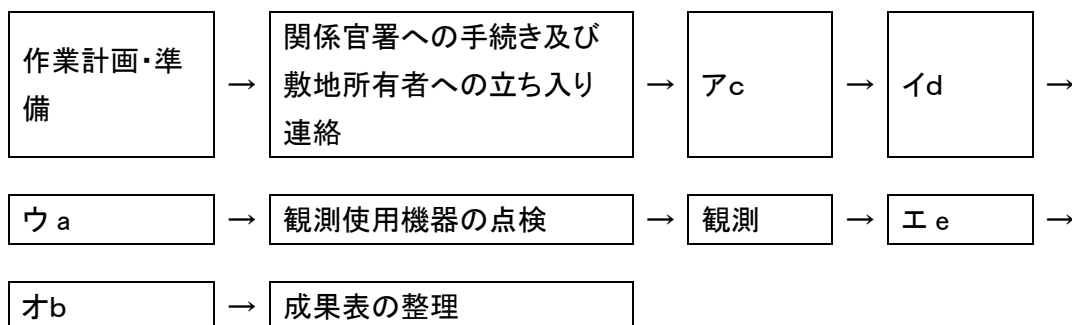 作業計画・準備
→
関係官署への手続き及び
敷地所有者への立ち入り
連絡
→
アc
→
イd
→
ウ a
→
観測使用機器の点検
→
観測
→
エ e
→
オb
→
成果表の整理